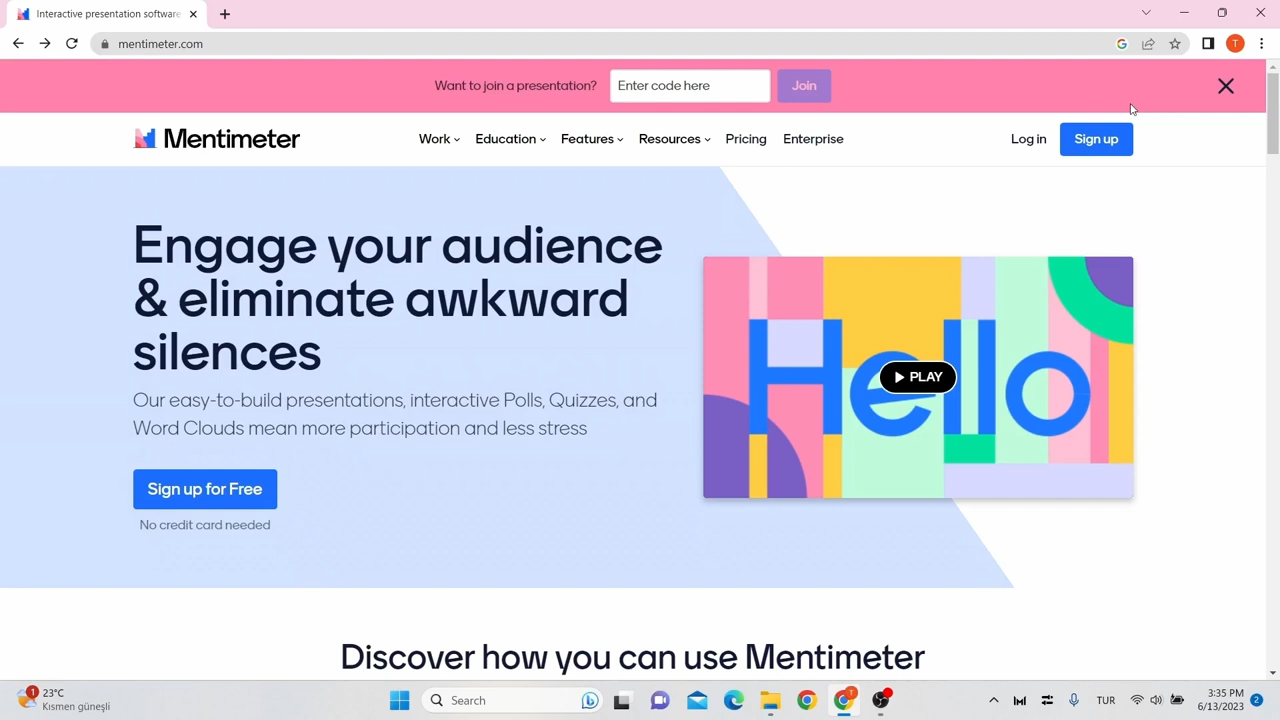 Interactive presentation software
mentimeter.com
T
Want to join a presentation? Enter code here Join
Mentimeter Work Education Features Resources Pricing Enterprise Log in Sign up
Engage your audience
& eliminate awkward
silences
Our easy-to-build presentations, interactive Polls, Quizzes, and
Word Clouds mean more participation and less stress
Hello
PLAY
Sign up for Free
No credit card needed
Discover how you can use Mentimeter
1
23°C
Kısmen güneşli
Search
T
TUR
3:35 PM
6/13/2023
2